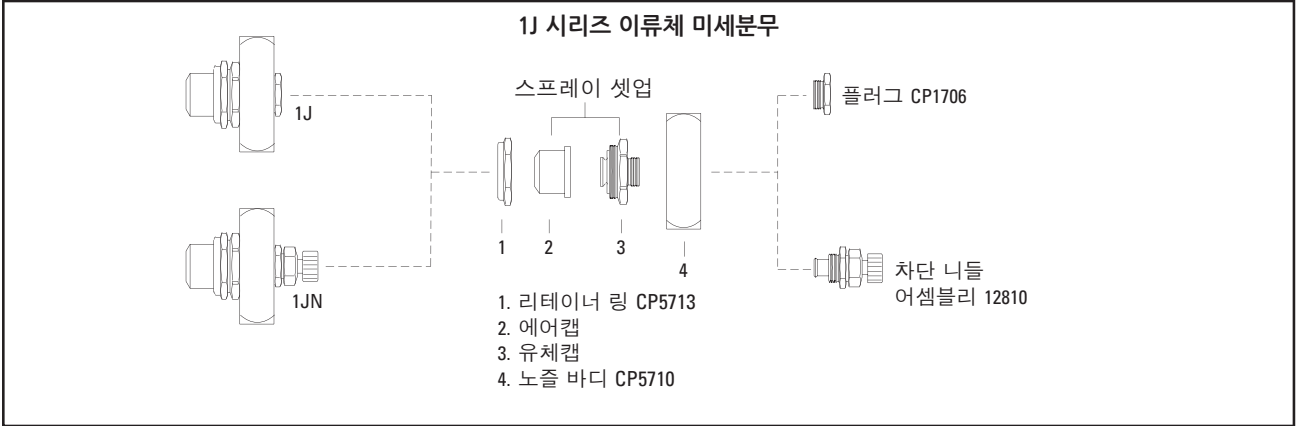 1J 시리즈 이류체 미세분무
1J
스프레이 셋업
플러그 CP1706
1
2
3
4
1JN
차단 니들
어셈블리 12810
1. 리테이너 링 CP5713
2. 에어캡
3. 유체캡
4. 노즐 바디 CP5710